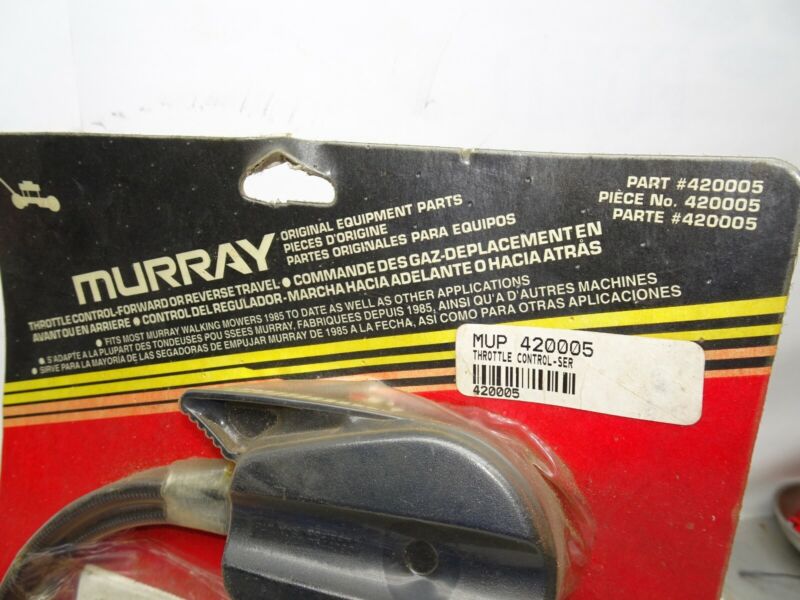 PART #420005
PIÈCE No. 420005
PARTE #420005
MURRAY
ORIGINAL EQUIPMENT PARTS
PIECES D'ORIGINE
PARTES ORIGINALES PARA EQUIPOS
THROTTLE CONTROL-FORWARD OR REVERSE TRAVEL • COMMANDE DES GAZ-DEPLACEMENT EN
AVANT OU EN ARRIERE • CONTROL DEL REGULADOR - MARCHA HACIA ADELANTE O HACIA ATRÁS
• FITS MOST MURRAY WALKING MOWERS 1985 TO DATE AS WELL AS OTHER APPLICATIONS
• S'ADAPTE A LA PLUPART DES TONDEUSES POUSSEES MURRAY, FABRIQUEES DEPUIS 1985, AINSI QU'A D'AUTRES MACHINES
• SIRVE PARA LA MAYORÍA DE LAS SEGADORAS DE EMPUJAR MURRAY DE 1985 A LA FECHA, ASÍ COMO PARA OTRAS APLICACIONES
MUP 420005
THROTTLE CONTROL-SER
420005